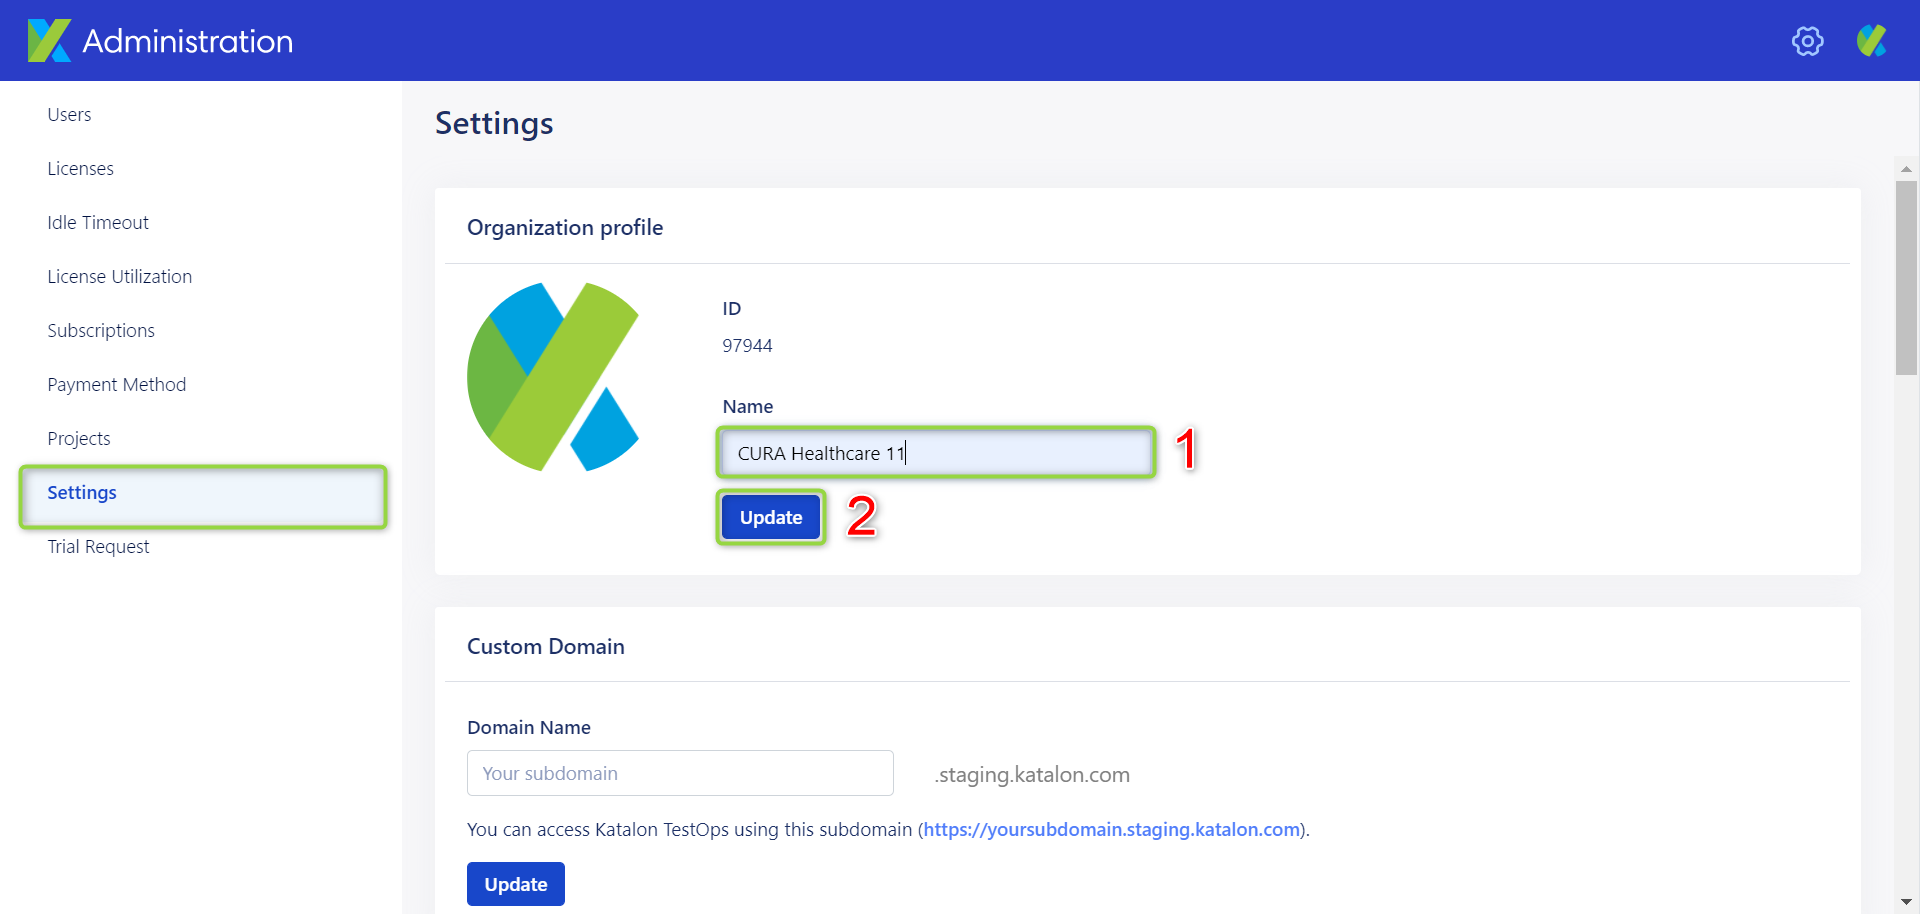 Administration
Users
Licenses
Idle Timeout
License Utilization
Subscriptions
Payment Method
Projects
Settings
Trial Request
Settings
Organization profile
ID
97944
Name
CURA Healthcare 11
1
Update
2
Custom Domain
Domain Name
Your subdomain
.staging.katalon.com
You can access Katalon TestOps using this subdomain (https://yoursubdomain.staging.katalon.com).
Update